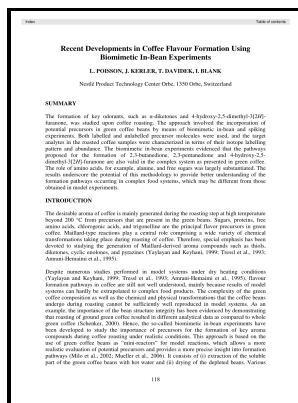 Index
Table of contents
Recent Developments in Coffee Flavour Formation Using
Biomimetic In-Bean Experiments
L. POISSON, J. KERLER, T. DAVIDEK, I. BLANK
Nestlé Product Technology Center Orbe, 1350 Orbe, Switzerland
SUMMARY
The formation of key odorants, such as α-diketones and 4-hydroxy-2,5-dimethyl-3[2H]-
furanone, was studied upon coffee roasting. The approach involved the incorporation of
potential precursors in green coffee beans by means of biomimetic in-bean and spiking
experiments. Both labelled and unlabelled precursor molecules were used, and the target
analytes in the roasted coffee samples were characterized in terms of their isotope labelling
pattern and abundance. The biomimetic in-bean experiments evidenced that the pathways
proposed for the formation of 2,3-butanedione, 2,3-pentanedione and 4-hydroxy-2,5-
dimethyl-3[2H]-furanone are also valid in the complex system as presented in green coffee.
The role of amino acids, for example, alanine, and free sugars was largely substantiated. The
results underscore the potential of this methodology to provide better understanding of the
formation pathways occurring in complex food systems, which may be different from those
obtained in model experiments.
INTRODUCTION
The desirable aroma of coffee is mainly generated during the roasting step at high temperature
beyond 200 °C from precursors that are present in the green beans. Sugars, proteins, free
amino acids, chlorogenic acids, and trigonelline are the principal flavor precursors in green
coffee. Maillard-type reactions play a central role comprising a wide variety of chemical
transformations taking place during roasting of coffee. Therefore, special emphasis has been
devoted to studying the generation of Maillard-derived aroma compounds such as thiols,
diketones, cyclic enolones, and pyrazines (Yaylayan and Keyhani, 1999; Tressl et al., 1993;
Amrani-Hemaimi et al., 1995).
Despite numerous studies performed in model systems under dry heating conditions
(Yaylayan and Keyhani, 1999; Tressl et al., 1993; Amrani-Hemaimi et al., 1995), flavour
formation pathways in coffee are still not well understood, mainly because results of model
systems can hardly be extrapolated to complex food products. The complexity of the green
coffee composition as well as the chemical and physical transformations that the coffee beans
undergo during roasting cannot be sufficiently well reproduced in model systems. As an
example, the importance of the bean structure integrity has been evidenced by demonstrating
that roasting of ground green coffee resulted in different analytical data as compared to whole
green coffee (Schenker, 2000). Hence, the so-called biomimetic in-bean experiments have
been developed to study the importance of precursors for the formation of key aroma
compounds during coffee roasting under realistic conditions. This approach is based on the
use of green coffee beans as "mini-reactors" for model reactions, which allows a more
realistic evaluation of potential precursors and provides a more precise insight into formation
pathways (Milo et al., 2002; Mueller et al., 2006). It consists of (i) extraction of the soluble
part of the green coffee beans with hot water and (ii) drying of the depleted beans. Various
118